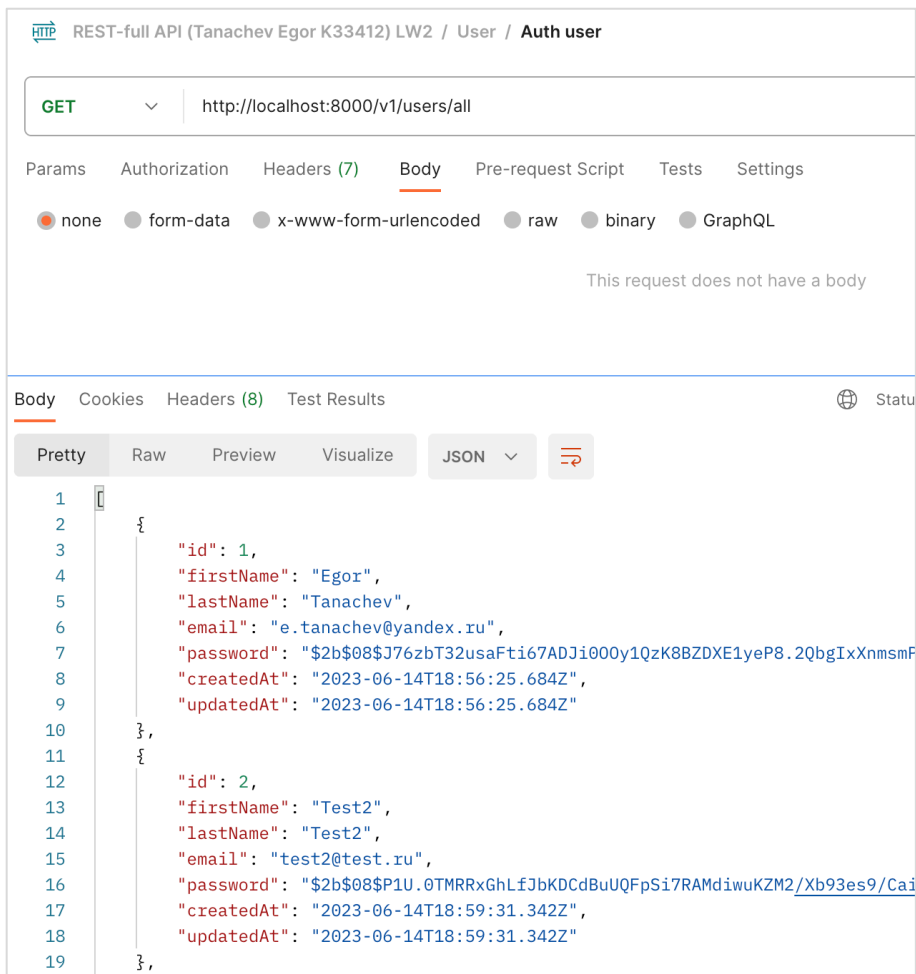 HTTP REST-full API (Tanachev Egor K33412) LW2 / User / Auth user
GET http://localhost:8000/v1/users/all
Params Authorization Headers (7) Body Pre-request Script Tests Settings
none form-data x-www-form-urlencoded raw binary GraphQL
This request does not have a body
Body Cookies Headers (8) Test Results Statu
Pretty Raw Preview Visualize JSON
1 [
2 {
3 "id": 1,
4 "firstName": "Egor",
5 "lastName": "Tanachev",
6 "email": "e.tanachev@yandex.ru",
7 "password": "$2b$08$J76zbT32usaFti67ADJi0OOy1QzK8BZDXE1yeP8.2QbgIxXnmsmF
8 "createdAt": "2023-06-14T18:56:25.684Z",
9 "updatedAt": "2023-06-14T18:56:25.684Z"
10 },
11 {
12 "id": 2,
13 "firstName": "Test2",
14 "lastName": "Test2",
15 "email": "test2@test.ru",
16 "password": "$2b$08$P1U.0TMRRxGhLfJbKDCdBuUQFpSi7RAMdiwuKZM2/Xb93es9/Cai
17 "createdAt": "2023-06-14T18:59:31.342Z",
18 "updatedAt": "2023-06-14T18:59:31.342Z"
19 },